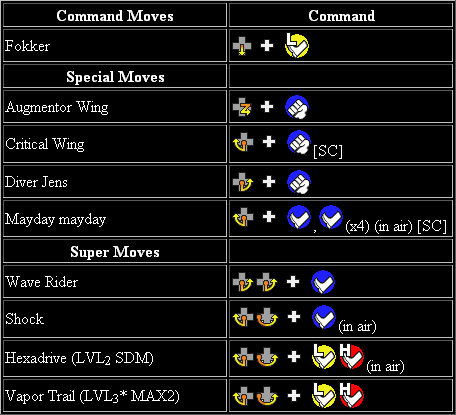 Command Moves Command
Fokker L
Special Moves
Augmentor Wing
Critical Wing [SC]
Diver Jens
Mayday mayday , (x4) (in air) [SC]
Super Moves
Wave Rider
Shock (in air)
Hexadrive (LVL2 SDM) L H (in air)
Vapor Trail (LVL3* MAX2) L H